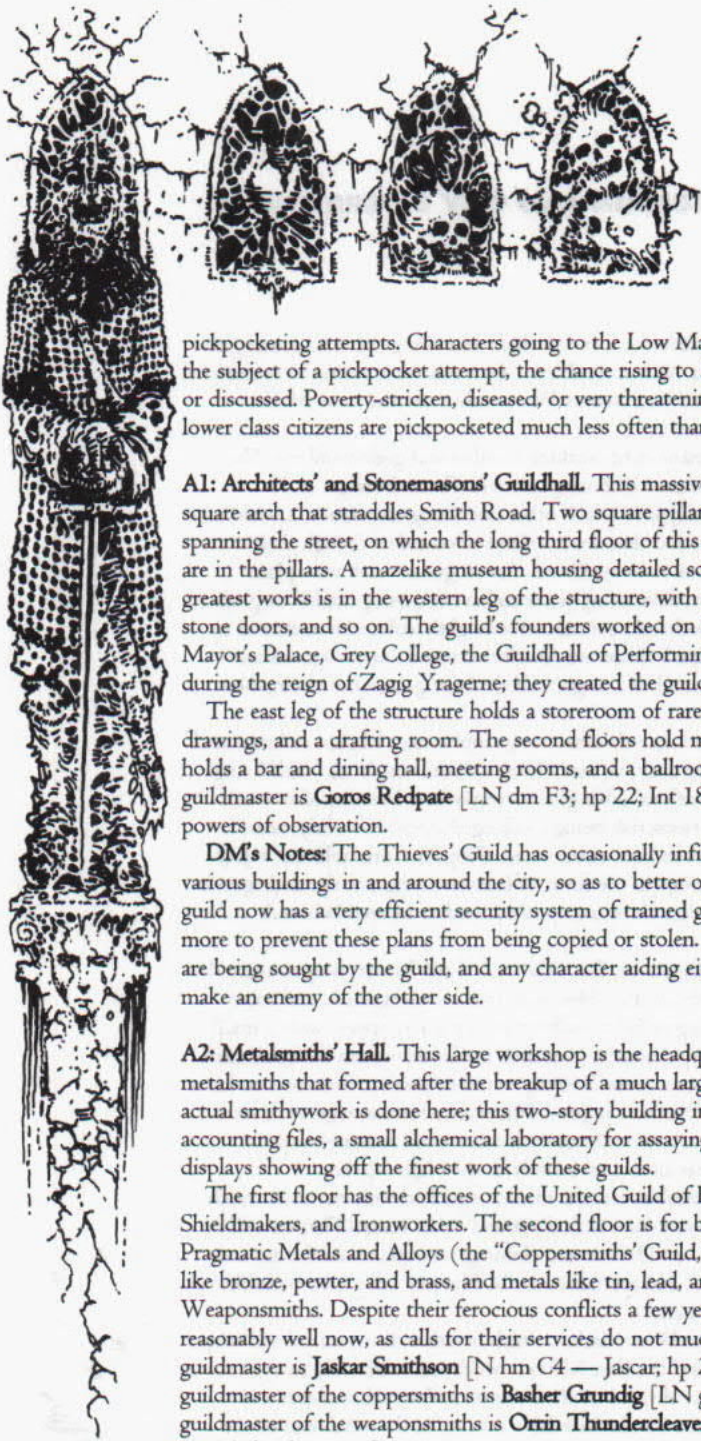 pickpocketing attempts. Characters going to the Low Ma
the subject of a pickpocket attempt, the chance rising to
or discussed. Poverty-stricken, diseased, or very threatenin
lower class citizens are pickpocketed much less often than
A1: Architects' and Stonemasons' Guildhall. This massive
square arch that straddles Smith Road. Two square pillar
spanning the street, on which the long third floor of this
are in the pillars. A mazelike museum housing detailed sc
greatest works is in the western leg of the structure, with
stone doors, and so on. The guild's founders worked on
Mayor's Palace, Grey College, the Guildhall of Performin
during the reign of Zagig Yragerne; they created the guild
The east leg of the structure holds a storeroom of rare
drawings, and a drafting room. The second floors hold m
holds a bar and dining hall, meeting rooms, and a ballroo
guildmaster is Goros Redpate [LN dm F3; hp 22; Int 18
powers of observation.
DM's Notes: The Thieves' Guild has occasionally infi
various buildings in and around the city, so as to better o
guild now has a very efficient security system of trained g
more to prevent these plans from being copied or stolen.
are being sought by the guild, and any character aiding ei
make an enemy of the other side.
A2: Metalsmiths' Hall. This large workshop is the headq
metalsmiths that formed after the breakup of a much larg
actual smithywork is done here; this two-story building in
accounting files, a small alchemical laboratory for assaying
displays showing off the finest work of these guilds.
The first floor has the offices of the United Guild of
Shieldmakers, and Ironworkers. The second floor is for b
Pragmatic Metals and Alloys (the "Coppersmiths' Guild,
like bronze, pewter, and brass, and metals like tin, lead, a
Weaponsmiths. Despite their ferocious conflicts a few ye
reasonably well now, as calls for their services do not muc
guildmaster is Jaskar Smithson [N hm C4 — Jascar; hp 2
guildmaster of the coppersmiths is Basher Grundig [LN g
guildmaster of the weaponsmiths is Orrin Thundercleave